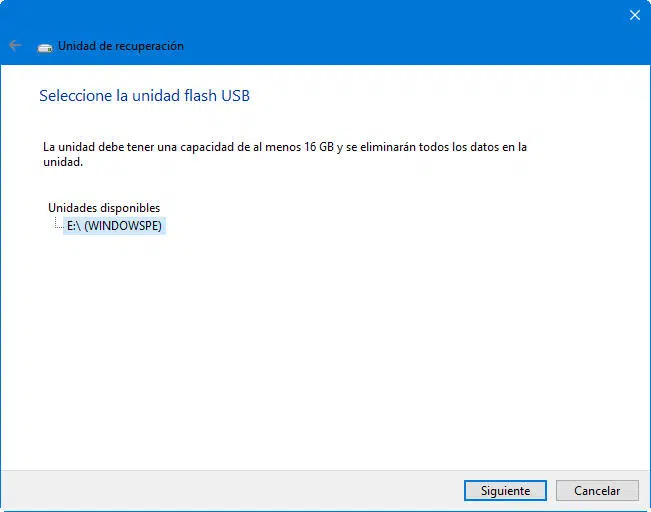 Unidad de recuperación
Seleccione la unidad flash USB
La unidad debe tener una capacidad de al menos 16 GB y se eliminarán todos los datos en la
unidad.
Unidades disponibles
E:\ (WINDOWSPE)
Siguiente
Cancelar